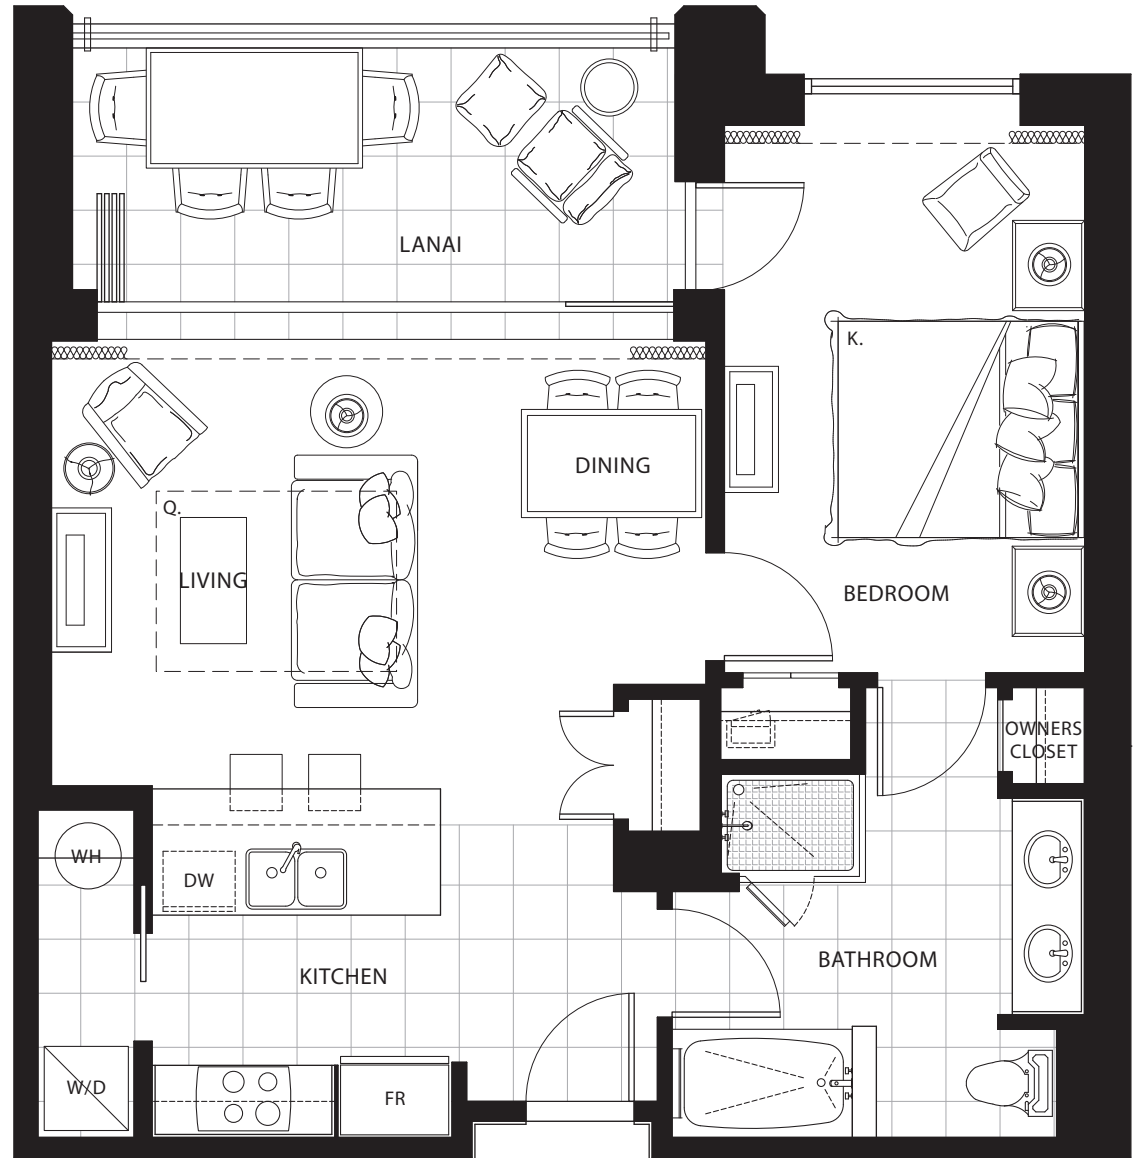 LANAI
K.
DINING
Q.
LIVING
BEDROOM
OWNERS
CLOSET
WH
DW
BATHROOM
KITCHEN
W/D
FR